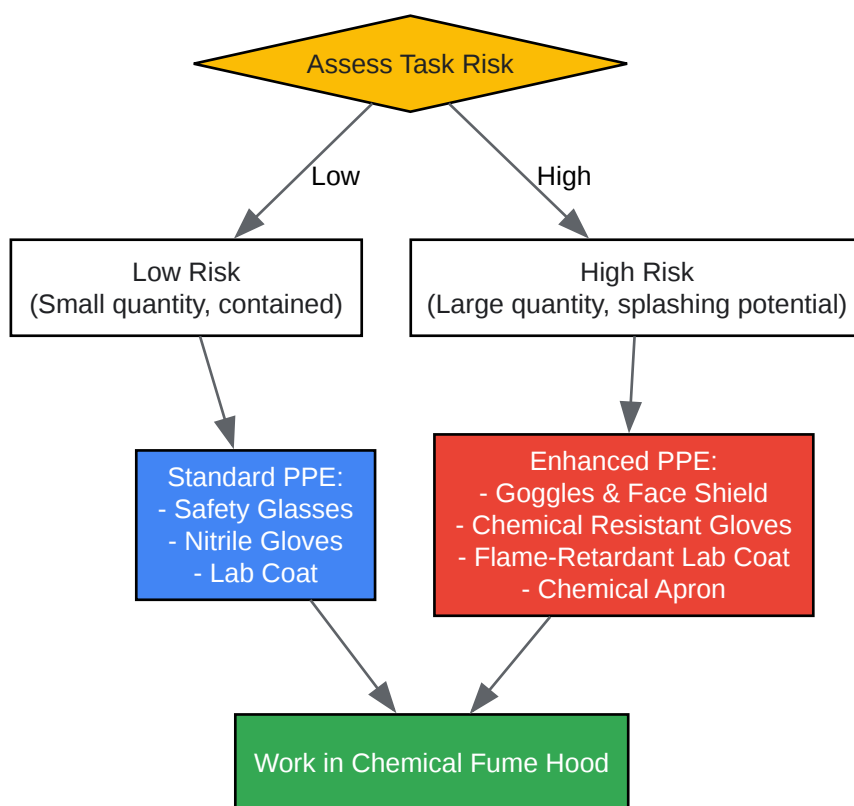 Assess Task Risk
Low
High
Low Risk
(Small quantity, contained)
High Risk
(Large quantity, splashing potential)
Standard PPE:
- Safety Glasses
- Nitrile Gloves
- Lab Coat
Enhanced PPE:
- Goggles & Face Shield
- Chemical Resistant Gloves
- Flame-Retardant Lab Coat
- Chemical Apron
Work in Chemical Fume Hood